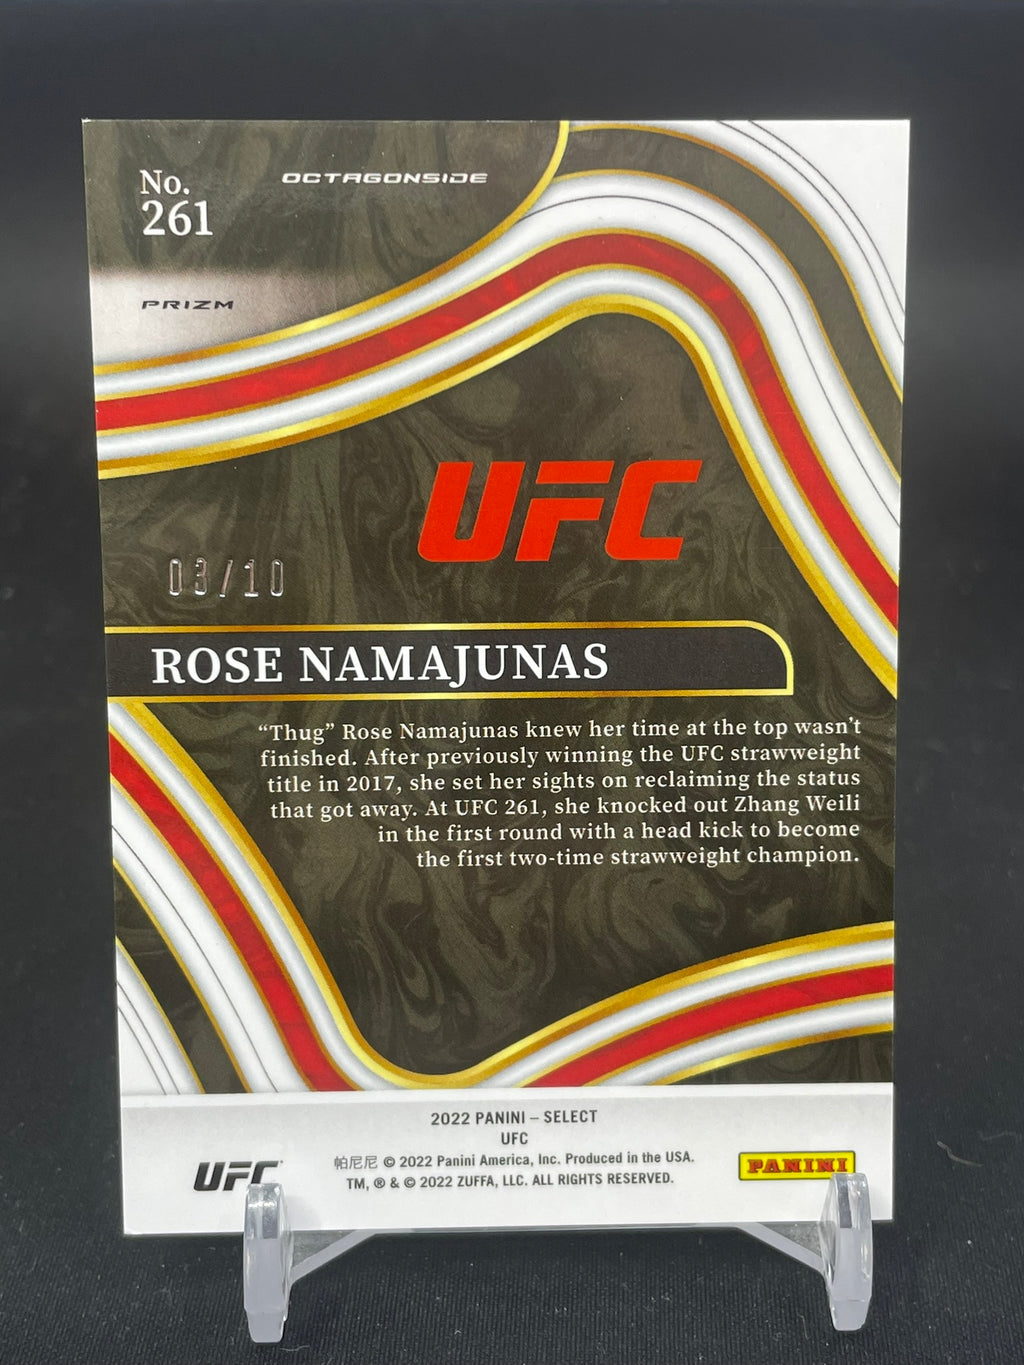 No.
261
OCTAGONSIDE
PRIZM
UFC
03/10
ROSE NAMAJUNAS
“Thug” Rose Namajunas knew her time at the top wasn’t
finished. After previously winning the UFC strawweight
title in 2017, she set her sights on reclaiming the status
that got away. At UFC 261, she knocked out Zhang Weili
in the first round with a head kick to become
the first two-time strawweight champion.
2022 PANINI – SELECT
UFC
帕尼尼 © 2022 Panini America, Inc. Produced in the USA.
TM, ® & © 2022 ZUFFA, LLC. ALL RIGHTS RESERVED.
UFC
PANINI